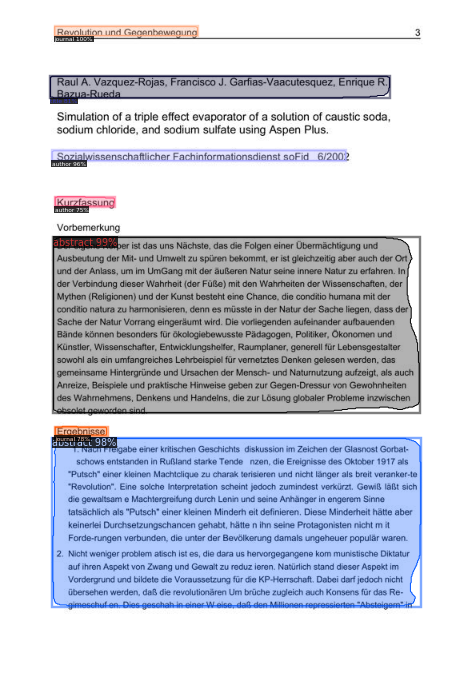 Revolution und Gegenbewegung 3
journal 100%
Raul A. Vazquez-Rojas, Francisco J. Garfias-Vaacutesquez, Enrique R.
Bazua-Rueda
Simulation of a triple effect evaporator of a solution of caustic soda,
sodium chloride, and sodium sulfate using Aspen Plus.
Sozialwissenschaftlicher Fachinformationsdienst soFid 6/2002
author 96%
Kurzfassung
author 75%
Vorbemerkung
abstract 99%
ist das uns Nächste, das die Folgen einer Übermächtigung und
Ausbeutung der Mit- und Umwelt zu spüren bekommt, er ist gleichzeitig aber auch der Ort
und der Anlass, um im UmGang mit der äußeren Natur seine innere Natur zu erfahren. In
der Verbindung dieser Wahrheit (der Füße) mit den Wahrheiten der Wissenschaften, der
Mythen (Religionen) und der Kunst besteht eine Chance, die conditio humana mit der
conditio natura zu harmonisieren, denn es müsste in der Natur der Sache liegen, dass der
Sache der Natur Vorrang eingeräumt wird. Die vorliegenden aufeinander aufbauenden
Bände können besonders für ökologiebewusste Pädagogen, Politiker, Ökonomen und
Künstler, Wissenschafter, Entwicklungshelfer, Raumplaner, generell für Lebensgestalter
sowohl als ein umfangreiches Lehrbeispiel für vernetztes Denken gelesen werden, das
gemeinsame Hintergründe und Ursachen der Mensch- und Naturnutzung aufzeigt, als auch
Anreize, Beispiele und praktische Hinweise geben zur Gegen-Dressur von Gewohnheiten
des Wahrnehmens, Denkens und Handelns, die zur Lösung globaler Probleme inzwischen
obsolet geworden sind.
Ergebnisse
journal 78%
abstract 98%
1. Nach Freigabe einer kritischen Geschichts diskussion im Zeichen der Glasnost Gorbat-
schows entstanden in Rußland starke Tende nzen, die Ereignisse des Oktober 1917 als
"Putsch" einer kleinen Machtclique zu charak terisieren und nicht länger als breit veranker-te
"Revolution". Eine solche Interpretation scheint jedoch zumindest verkürzt. Gewiß läßt sich
die gewaltsam e Machtergreifung durch Lenin und seine Anhänger in engerem Sinne
tatsächlich als "Putsch" einer kleinen Minderh eit definieren. Diese Minderheit hätte aber
keinerlei Durchsetzungschancen gehabt, hätte n ihn seine Protagonisten nicht m it
Forde-rungen verbunden, die unter der Bevölkerung damals ungeheuer populär waren.
2. Nicht weniger problem atisch ist es, die dara us hervorgegangene kom munistische Diktatur
auf ihren Aspekt von Zwang und Gewalt zu reduz ieren. Natürlich stand dieser Aspekt im
Vordergrund und bildete die Voraussetzung für die KP-Herrschaft. Dabei darf jedoch nicht
übersehen werden, daß die revolutionären Um brüche zugleich auch Konsens für das Re-
gimeschuf en. Dies geschah in einer W eise, daß den Millionen repressierten "Absteigern" in